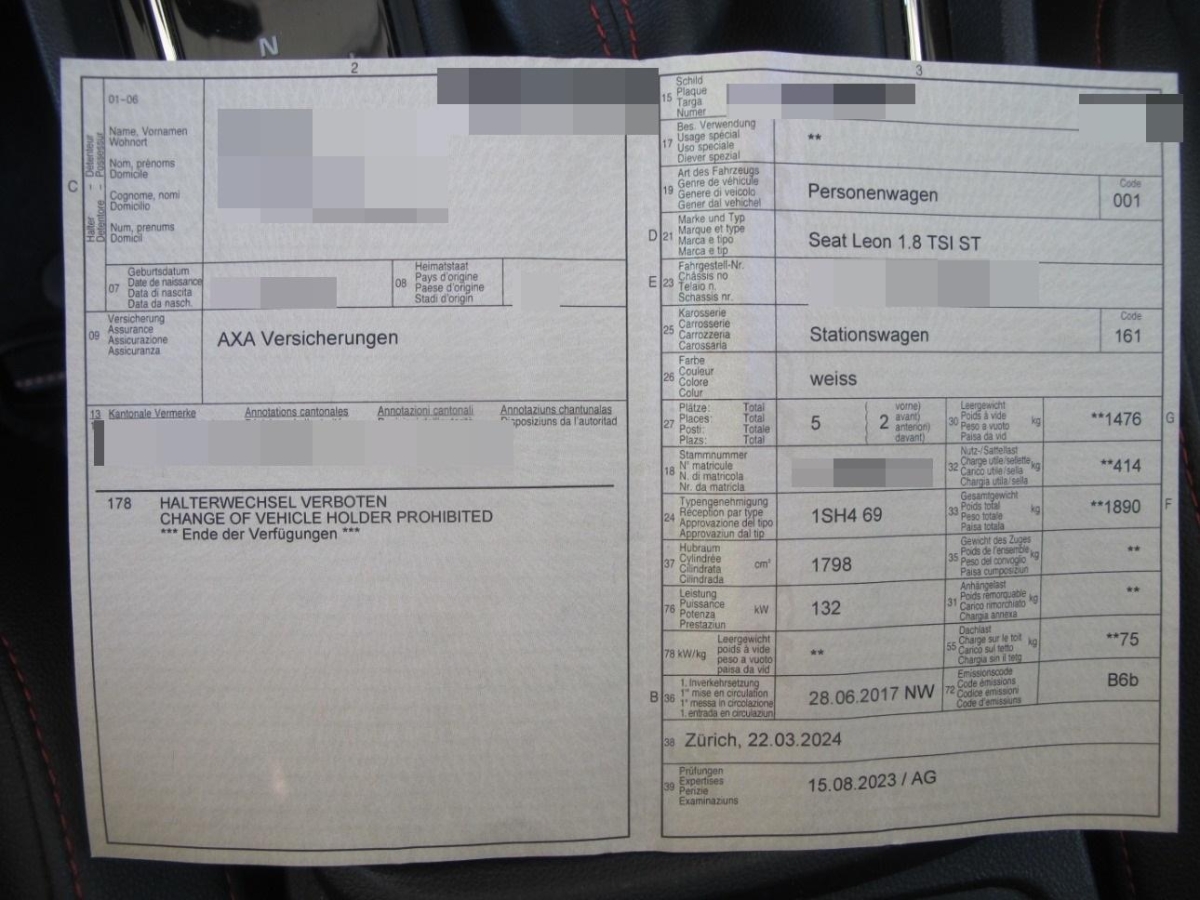 N
2
C
Halter - Détenteur
Detentore - Possessur
01-06
Name, Vornamen
Wohnort
Nom, prénoms
Domicile
Cognome, nomi
Domicilio
Num, prenums
Domicil
07
Geburtsdatum
Date de naissance
Data di nascita
Data da nasch.
08
Heimatstaat
Pays d'origine
Paese d'origine
Stadi d'origin
09
Versicherung
Assurance
Assicurazione
Assicuranza
AXA Versicherungen
13 Kantonale Vermerke Annotations cantonales Annotazioni cantonali Annotaziuns chantunalas
Disposiziuns da l'autoritad
178 HALTERWECHSEL VERBOTEN
CHANGE OF VEHICLE HOLDER PROHIBITED
*** Ende der Verfügungen ***
3
15
Schild
Plaque
Targa
Numer
17
Bes. Verwendung
Usage spécial
Uso speciale
Diever spezial
**
19
Art des Fahrzeugs
Genre de véhicule
Genere di veicolo
Gener dal vehichel
Personenwagen
Code
001
D 21
Marke und Typ
Marque et type
Marca e tipo
Marca e tip
Seat Leon 1.8 TSI ST
E 23
Fahrgestell-Nr.
Châssis no
Telaio n.
Schassis nr.
25
Karosserie
Carrosserie
Carrozzeria
Carossaria
Stationswagen
Code
161
26
Farbe
Couleur
Colore
Colur
weiss
27
Plätze: Total
Places: Total
Posti: Totale
Plazs: Total
5
2
vorne)
avant)
anteriori)
davant)
30
Leergewicht
Poids à vide
Peso a vuoto
Paisa da vid
kg
**1476
G
18
Stammnummer
N° matricule
N. di matricola
Nr. da matricla
32
Nutz-/Sattellast
Charge utile/sellette
Carico utile/sella
Chargia utila/sella
kg
**414
24
Typengenehmigung
Réception par type
Approvazione del tipo
Approvaziun dal tip
1SH4 69
33
Gesamtgewicht
Poids total
Peso totale
Paisa totala
kg
**1890
F
37
Hubraum
Cylindrée
Cilindrata
Cilindrada
cm³
1798
35
Gewicht des Zuges
Poids de l'ensemble
Peso del convoglio
Paisa cumposiziun
kg
**
76
Leistung
Puissance
Potenza
Prestaziun
kW
132
31
Anhängelast
Poids remorquable
Carico rimorchiato
Chargia annexa
kg
**
78 kW/kg
Leergewicht
poids à vide
peso a vuoto
paisa da vid
**
55
Dachlast
Charge sur le toit
Carico sul tetto
Chargia sin il tetg
kg
**75
B 36
1. Inverkehrsetzung
1re mise en circulation
1a messa in circolazione
1. entrada en circulaziun
28.06.2017 NW
72
Emissionscode
Code émissions
Codice emissioni
Code d'emissiuns
B6b
38 Zürich, 22.03.2024
39
Prüfungen
Expertises
Perizie
Examinaziuns
15.08.2023 / AG